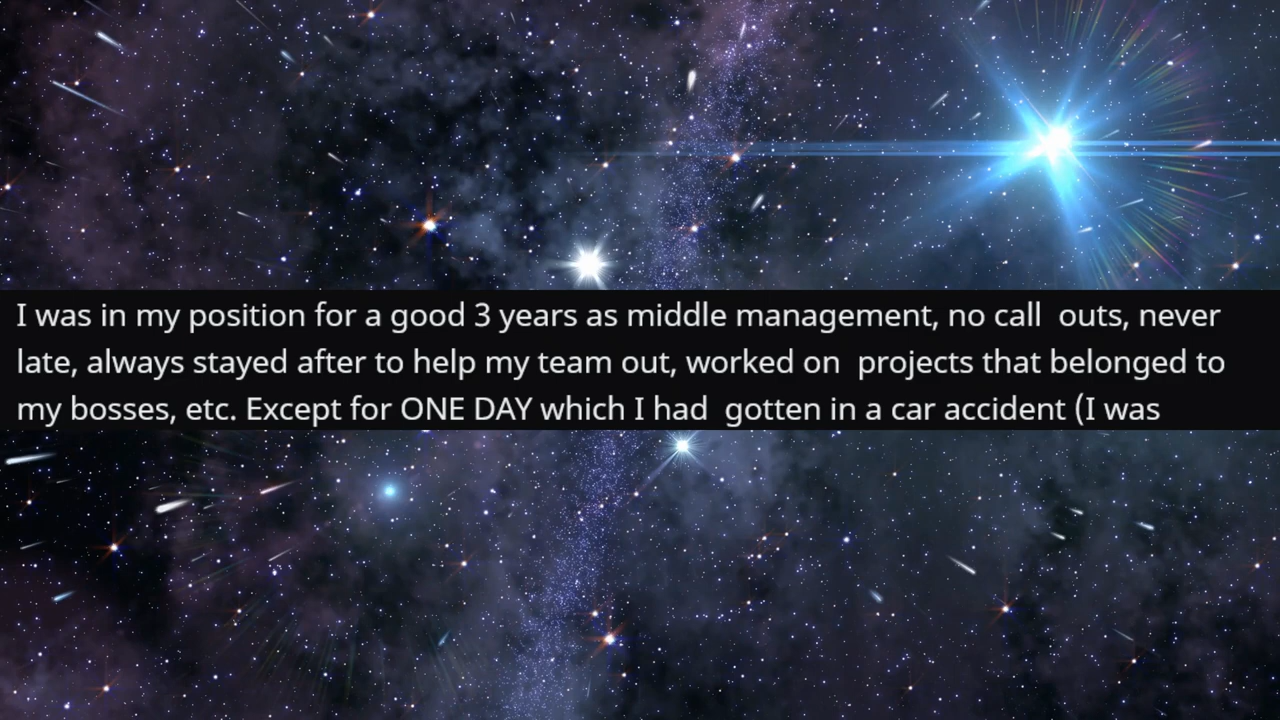 I was in my position for a good 3 years as middle management, no call  outs, never
late, always stayed after to help my team out, worked on  projects that belonged to
my bosses, etc. Except for ONE DAY which I had  gotten in a car accident (I was